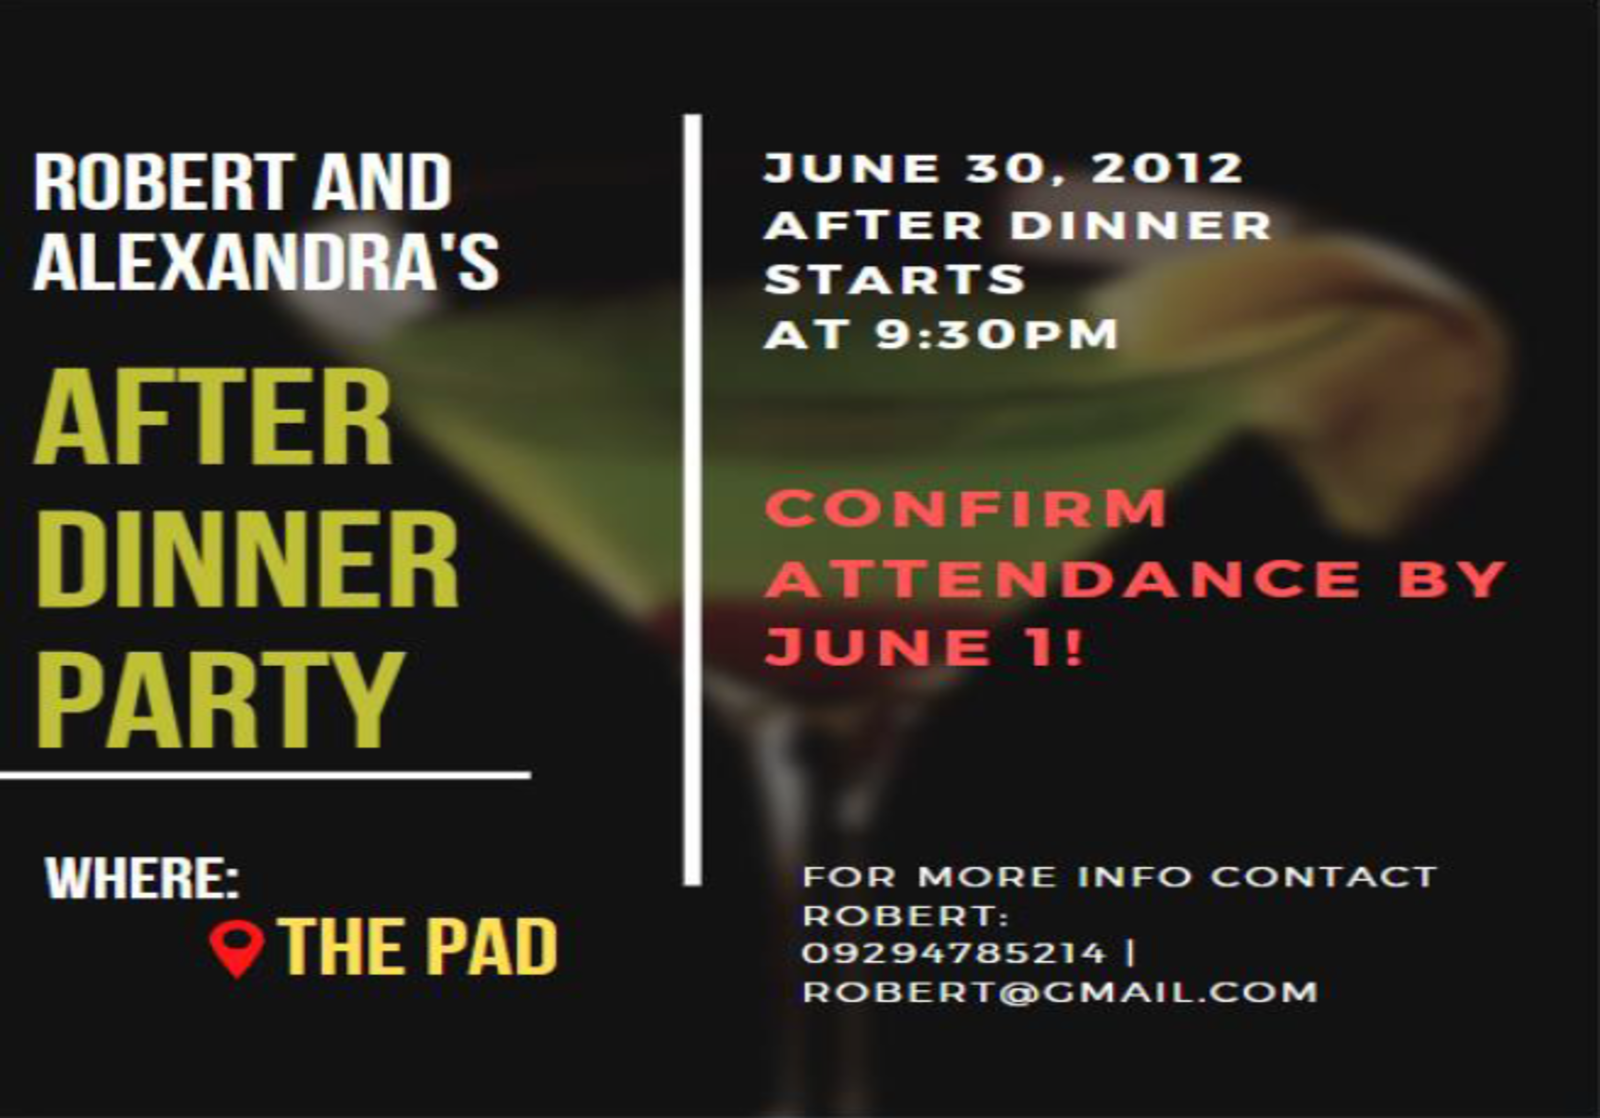 ROBERT AND
ALEXANDRA'S
AFTER
DINNER
PARTY
WHERE:
THE PAD
JUNE 30, 2012
AFTER DINNER
STARTS
AT 9:30PM
CONFIRM
ATTENDANCE BY
JUNE 1!
FOR MORE INFO CONTACT
ROBERT:
09294785214 |
ROBERT@GMAIL.COM